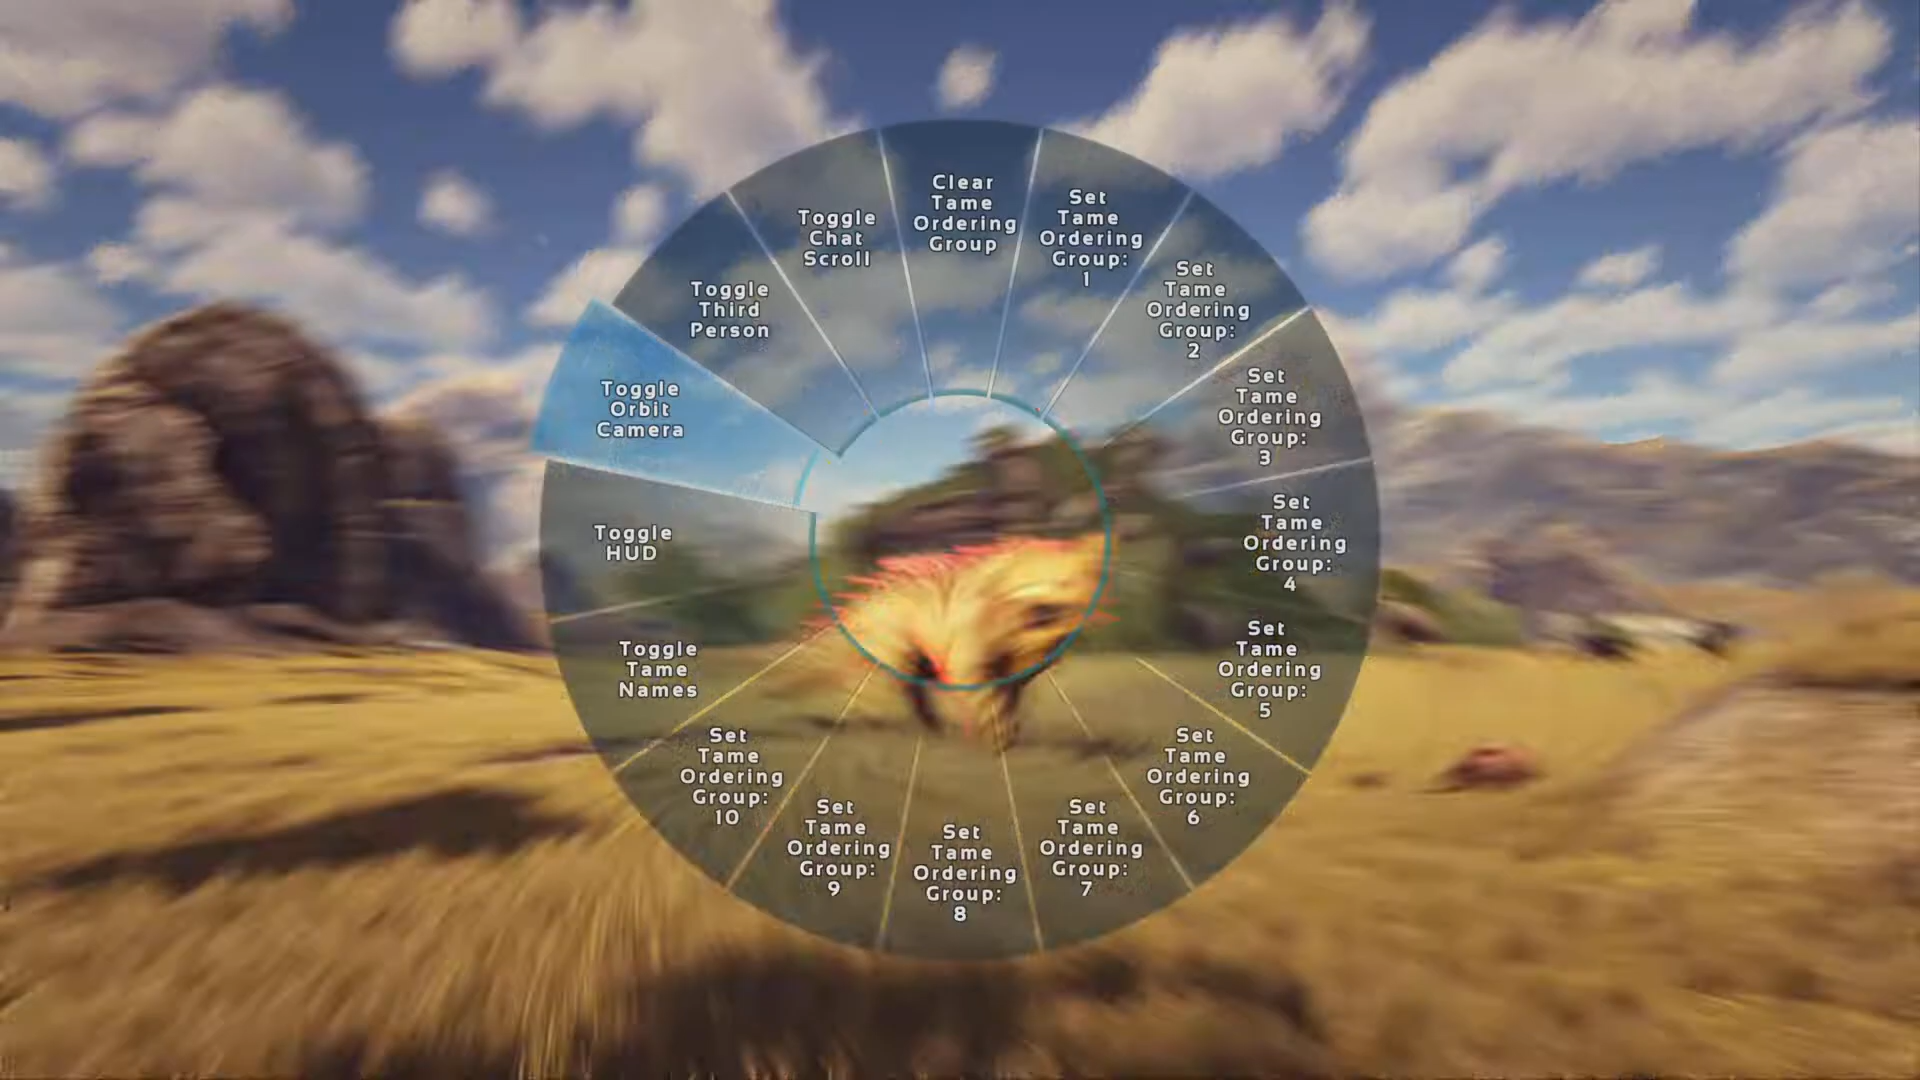 Clear
Tame
Ordering
Group
Set
Tame
Ordering
Group:
1
Set
Tame
Ordering
Group:
2
Set
Tame
Ordering
Group:
3
Set
Tame
Ordering
Group:
4
Set
Tame
Ordering
Group:
5
Set
Tame
Ordering
Group:
6
Set
Tame
Ordering
Group:
7
Set
Tame
Ordering
Group:
8
Set
Tame
Ordering
Group:
9
Set
Tame
Ordering
Group:
10
Toggle
Tame
Names
Toggle
HUD
Toggle
Orbit
Camera
Toggle
Third
Person
Toggle
Chat
Scroll